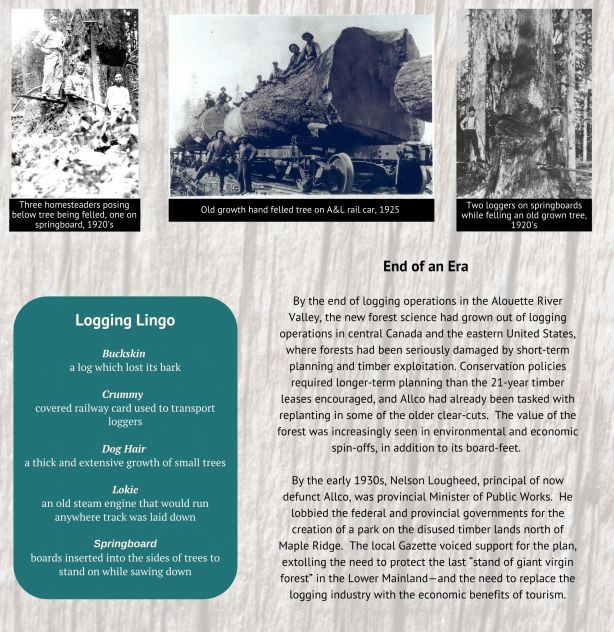 Three homesteaders posing
below tree being felled, one on
springboard, 1920's
Old growth hand felled tree on A&L rail car, 1925
Two loggers on springboards
while felling an old grown tree,
1920's
Logging Lingo
Buckskin
a log which lost its bark
Crummy
covered railway card used to transport
loggers
Dog Hair
a thick and extensive growth of small trees
Lokie
an old steam engine that would run
anywhere track was laid down
Springboard
boards inserted into the sides of trees to
stand on while sawing down
End of an Era
By the end of logging operations in the Alouette River
Valley, the new forest science had grown out of logging
operations in central Canada and the eastern United States,
where forests had been seriously damaged by short-term
planning and timber exploitation. Conservation policies
required longer-term planning than the 21-year timber
leases encouraged, and Allco had already been tasked with
replanting in some of the older clear-cuts. The value of the
forest was increasingly seen in environmental and economic
spin-offs, in addition to its board-feet.
By the early 1930s, Nelson Lougheed, principal of now
defunct Allco, was provincial Minister of Public Works. He
lobbied the federal and provincial governments for the
creation of a park on the disused timber lands north of
Maple Ridge. The local Gazette voiced support for the plan,
extolling the need to protect the last “stand of giant virgin
forest” in the Lower Mainland—and the need to replace the
logging industry with the economic benefits of tourism.